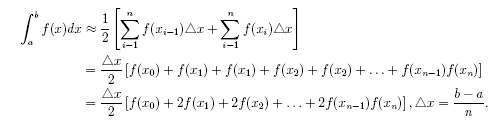 ∫_a^b f(x)dx ≈ 1/2 [∑_{i−1}^n f(x_{i−1})△x + ∑_{i−1}^n f(x_i)△x]
= △x/2 [f(x_0) + f(x_1) + f(x_1) + f(x_2) + f(x_2) + … + f(x_{n−1})f(x_n)]
= △x/2 [f(x_0) + 2f(x_1) + 2f(x_2) + … + 2f(x_{n−1})f(x_n)] , △x = (b − a)/n.